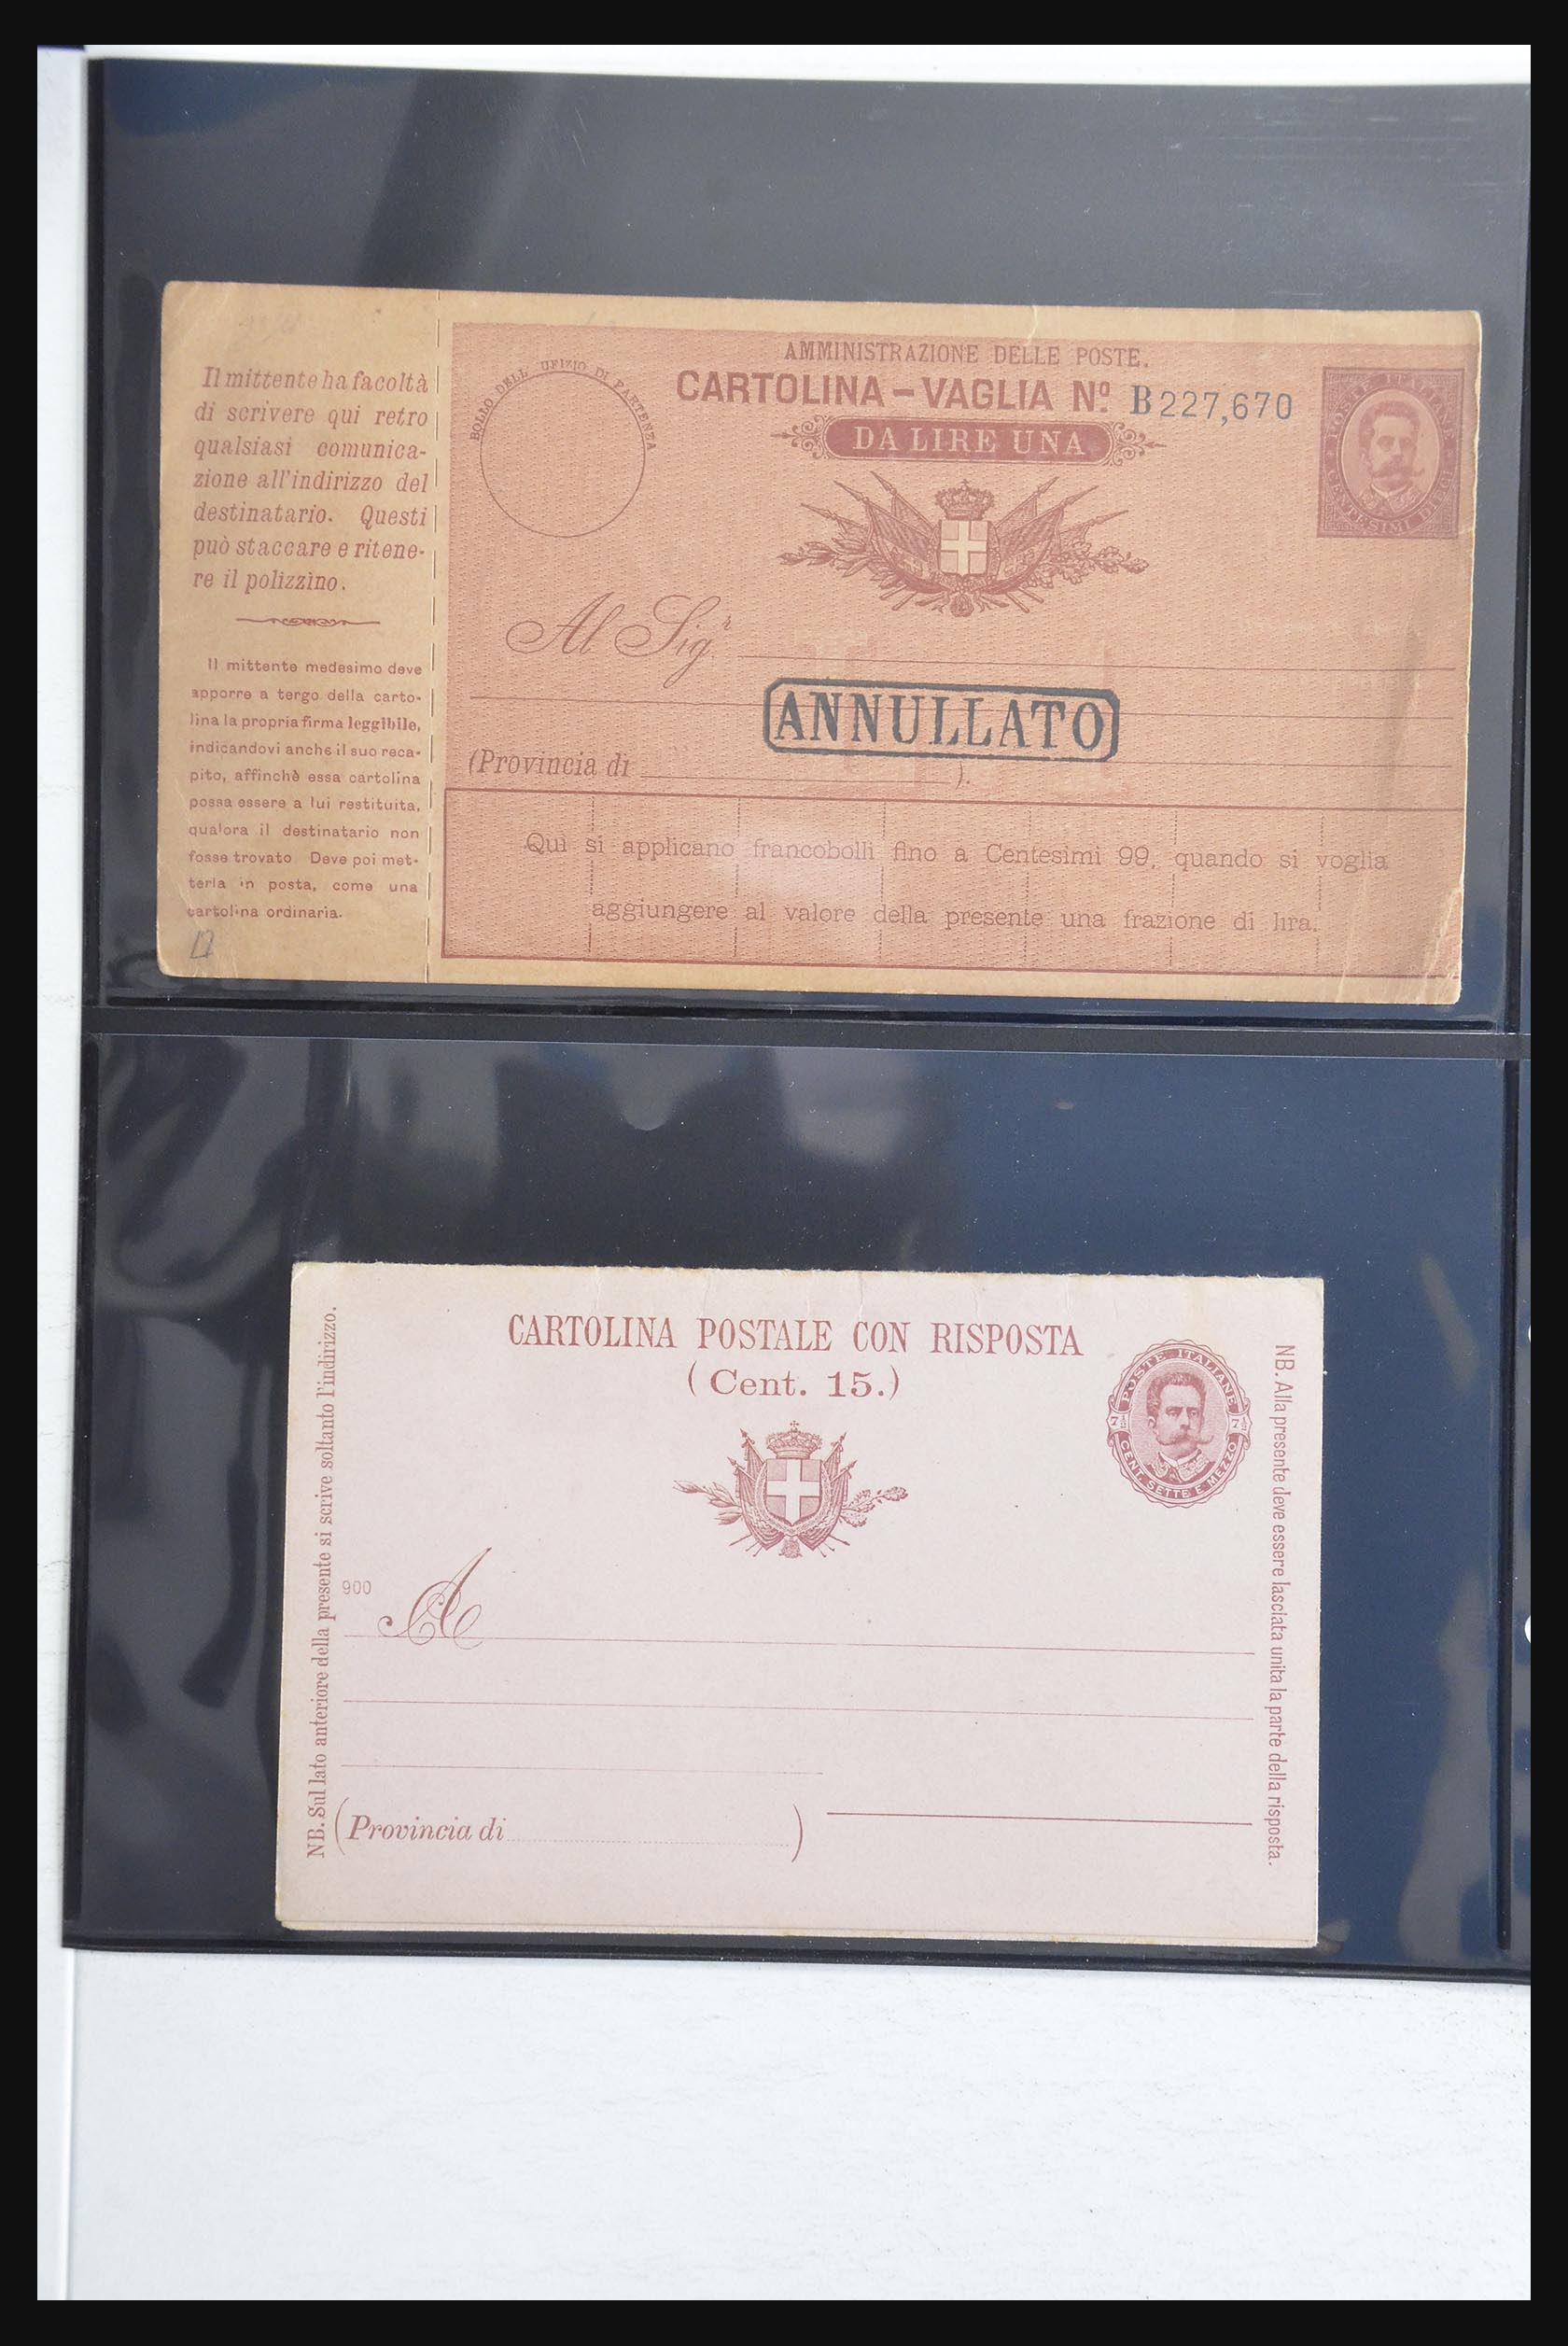 Il mittente ha facoltà
di scrivere qui retro
qualsiasi comunica-
zione all'indirizzo del
destinatario. Questi
può staccare e ritene-
re il polizzino.
Il mittente medesimo deve
apporre a tergo della carto-
lina la propria firma leggibile,
indicandovi anche il suo reca-
pito, affinchè essa cartolina
possa essere a lui restituita,
qualora il destinatario non
fosse trovato Deve poi met-
terla in posta, come una
cartolina ordinaria.
BOLLO DELL' UFIZIO DI PARTENZA
AMMINISTRAZIONE DELLE POSTE.
CARTOLINA-VAGLIA Nº. B227,670
DA LIRE UNA
POSTE ITALIANE
CENTESIMI DIECI
Al Sigr.
ANNULLATO
(Provincia di ).
Qui si applicano francobolli fino a Centesimi 99, quando si voglia
aggiungere al valore della presente una frazione di lira.
CARTOLINA POSTALE CON RISPOSTA
(Cent. 15.)
POSTE ITALIANE
7½ 7½
CENT. SETTE E MEZZO
900
A
(Provincia di )
NB. Sul lato anteriore della presente si scrive soltanto l'indirizzo.
NB. Alla presente deve essere lasciata unita la parte della risposta.